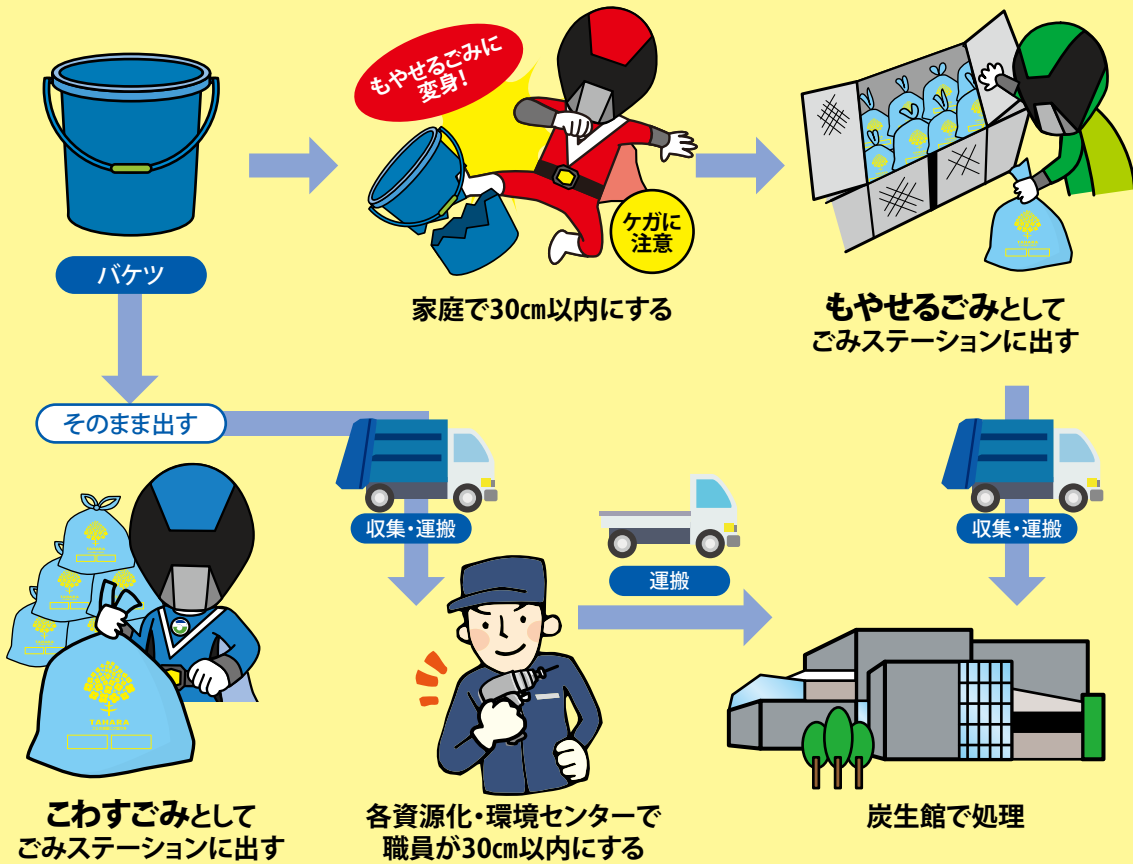 もやせるごみに
変身!
ケガに
注意
バケツ
家庭で30㎝以内にする
もやせるごみとして
ごみステーションに出す
そのまま出す
収集・運搬
収集・運搬
運搬
TAHARA
TAHARA
こわすごみとして
ごみステーションに出す
各資源化・環境センターで
職員が30㎝以内にする
炭生館で処理